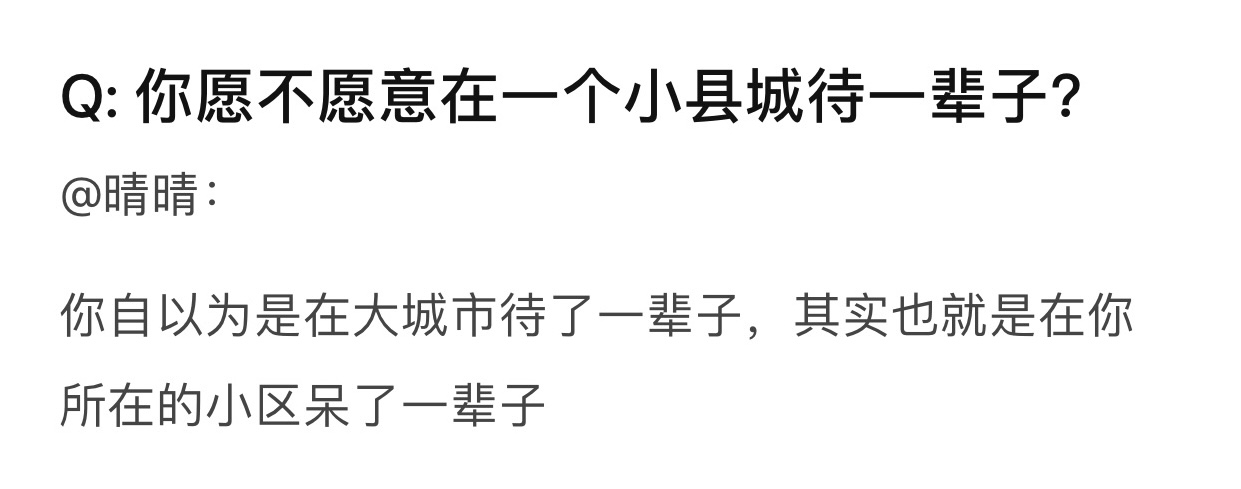 Q: 你愿不愿意在一个小县城待一辈子?
@晴晴：
你自以为是在大城市待了一辈子，其实也就是在你
所在的小区呆了一辈子